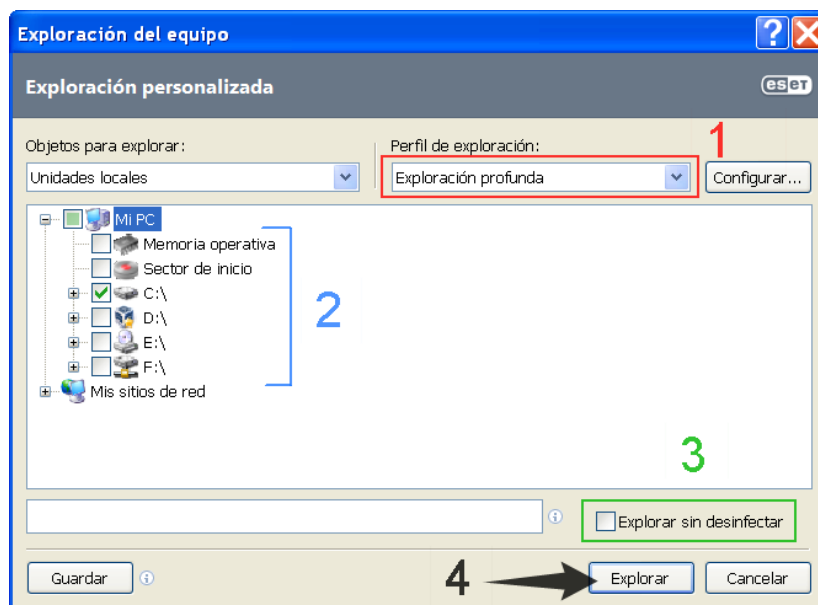 Exploración del equipo
Exploración personalizada
eseT
1
Objetos para explorar:
Perfil de exploración:
Unidades locales
Exploración profunda
Configurar...
Mi PC
Memoria operativa
Sector de inicio
C:\
D:\
E:\
F:\
Mis sitios de red
2
3
Explorar sin desinfectar
Guardar
4
Explorar
Cancelar